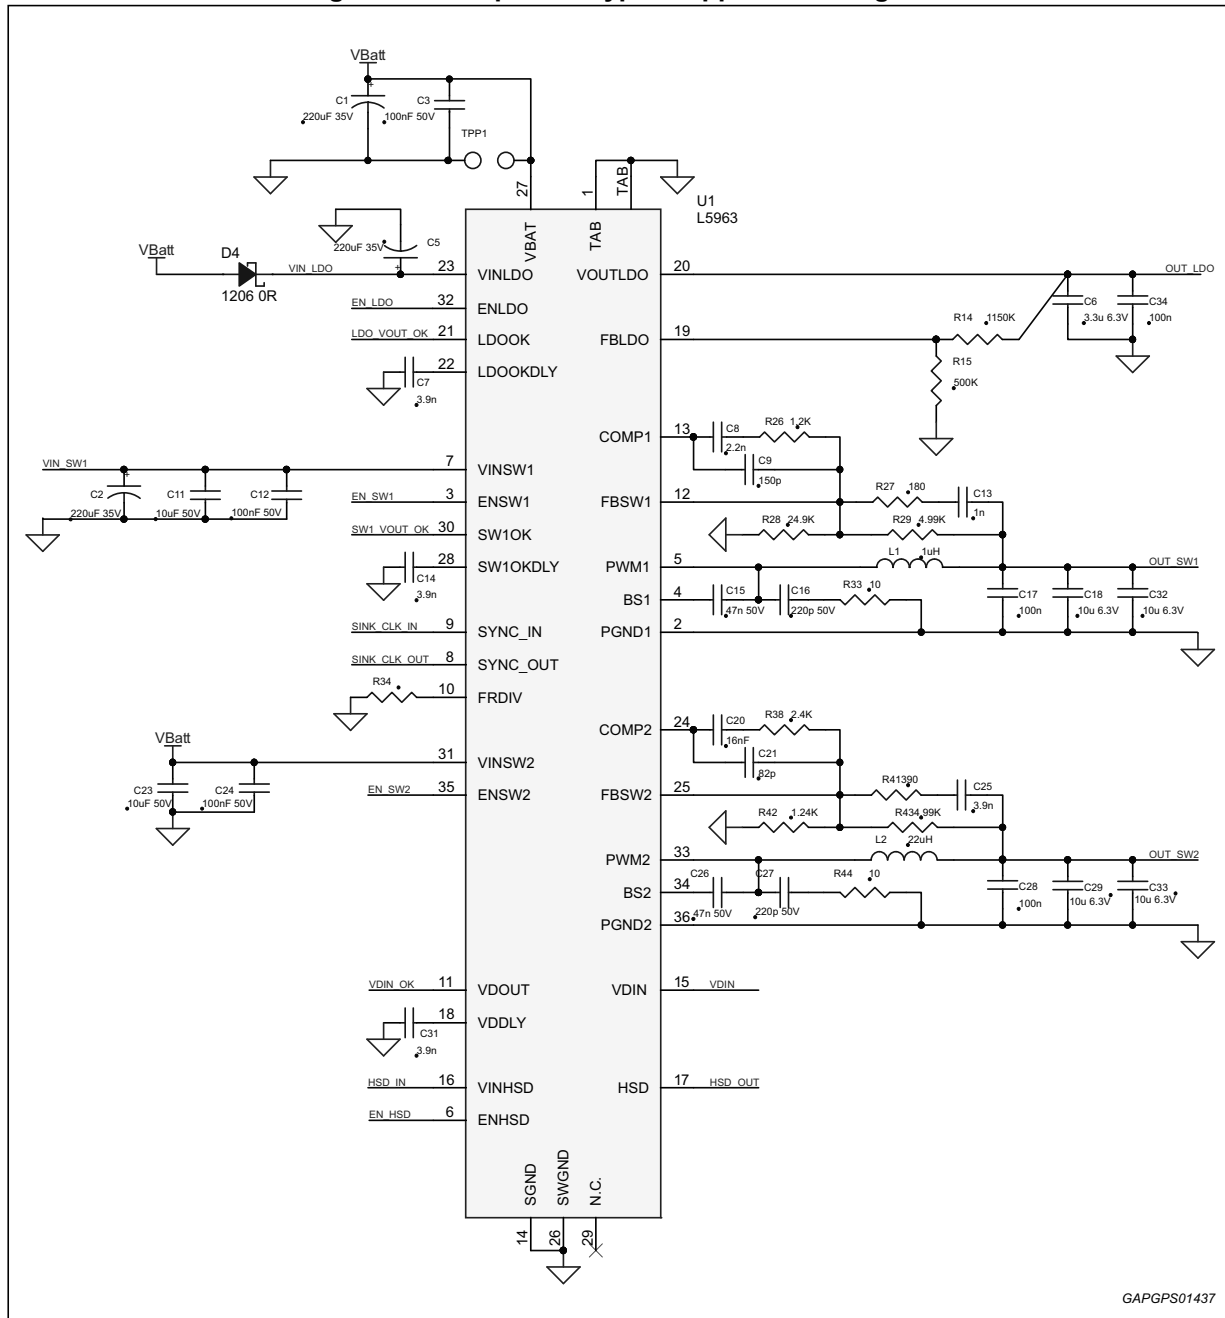 VBatt
C1
220uF 35V
C3
100nF 50V
TPP1
27
1
TAB
U1
L5963
VBAT
TAB
220uF 35V
C5
VBatt
D4
1206 0R
VIN_LDO
23
VINLDO
VOUTLDO
20
OUT_LDO
EN_LDO
32
ENLDO
C6
3.3u 6.3V
C34
100n
LDO_VOUT_OK
21
LDOOK
FBLDO
19
R14
1150K
R15
500K
22
LDOOKDLY
C7
3.9n
COMP1
13
C8
2.2n
R26
1.2K
C9
150p
VIN_SW1
7
VINSW1
C2
220uF 35V
C11
10uF 50V
C12
100nF 50V
EN_SW1
3
ENSW1
FBSW1
12
R27
180
C13
1n
SW1_VOUT_OK
30
SW1OK
R28
24.9K
R29
4.99K
28
SW1OKDLY
C14
3.9n
PWM1
5
L1
1uH
OUT_SW1
BS1
4
C15
47n 50V
C16
220p 50V
R33
10
C17
100n
C18
10u 6.3V
C32
10u 6.3V
SINK_CLK_IN
9
SYNC_IN
PGND1
2
SINK_CLK_OUT
8
SYNC_OUT
R34
10
FRDIV
COMP2
24
C20
16nF
R38
2.4K
C21
82p
VBatt
31
VINSW2
C23
10uF 50V
C24
100nF 50V
EN_SW2
35
ENSW2
FBSW2
25
R41
390
C25
3.9n
R42
1.24K
R43
4.99K
PWM2
33
L2
22uH
OUT_SW2
BS2
34
C26
47n 50V
C27
220p 50V
R44
10
C28
100n
C29
10u 6.3V
C33
10u 6.3V
PGND2
36
VDIN_OK
11
VDOUT
VDIN
15
VDIN
18
VDDLY
C31
3.9n
HSD_IN
16
VINHSD
HSD
17
HSD_OUT
EN_HSD
6
ENHSD
SGND
SWGND
N.C.
14
26
29
GAPGPS01437